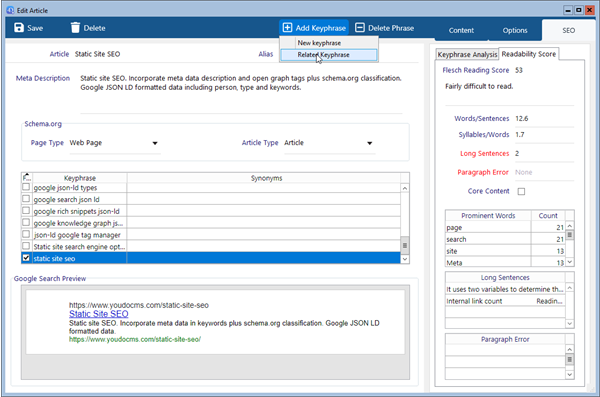 Edit Article
Save Delete Add Keyphrase Delete Phrase Content Options SEO
New keyphrase
Related Keyphrase
Article Static Site SEO Alias
Meta Description Static site SEO. Incorporate meta data description and open graph tags plus schema.org classification.
Google JSON LD formatted data including person, type and keywords.
Schema.org
Page Type Web Page Article Type Article
F... Keyphrase Synonyms
google json-ld types
google search json ld
google rich snippets json-ld
google knowledge graph js...
json-ld google tag manager
Static site search engine opt...
static site seo
Google Search Preview
https://www.youdocms.com/static-site-seo
Static Site SEO
Static site SEO. Incorporate meta data in keywords plus schema.org classification. Google JSON LD
formatted data.
https://www.youdocms.com/static-site-seo/
Keyphrase Analysis Readability Score
Flesch Reading Score 53
Fairly difficult to read.
Words/Sentences 12.6
Syllables/Words 1.7
Long Sentences 2
Paragraph Error None
Core Content
Prominent Words Count
page 21
search 21
site 13
Meta 13
Long Sentences
It uses two variables to determine th...
Internal link count Readin...
Paragraph Error